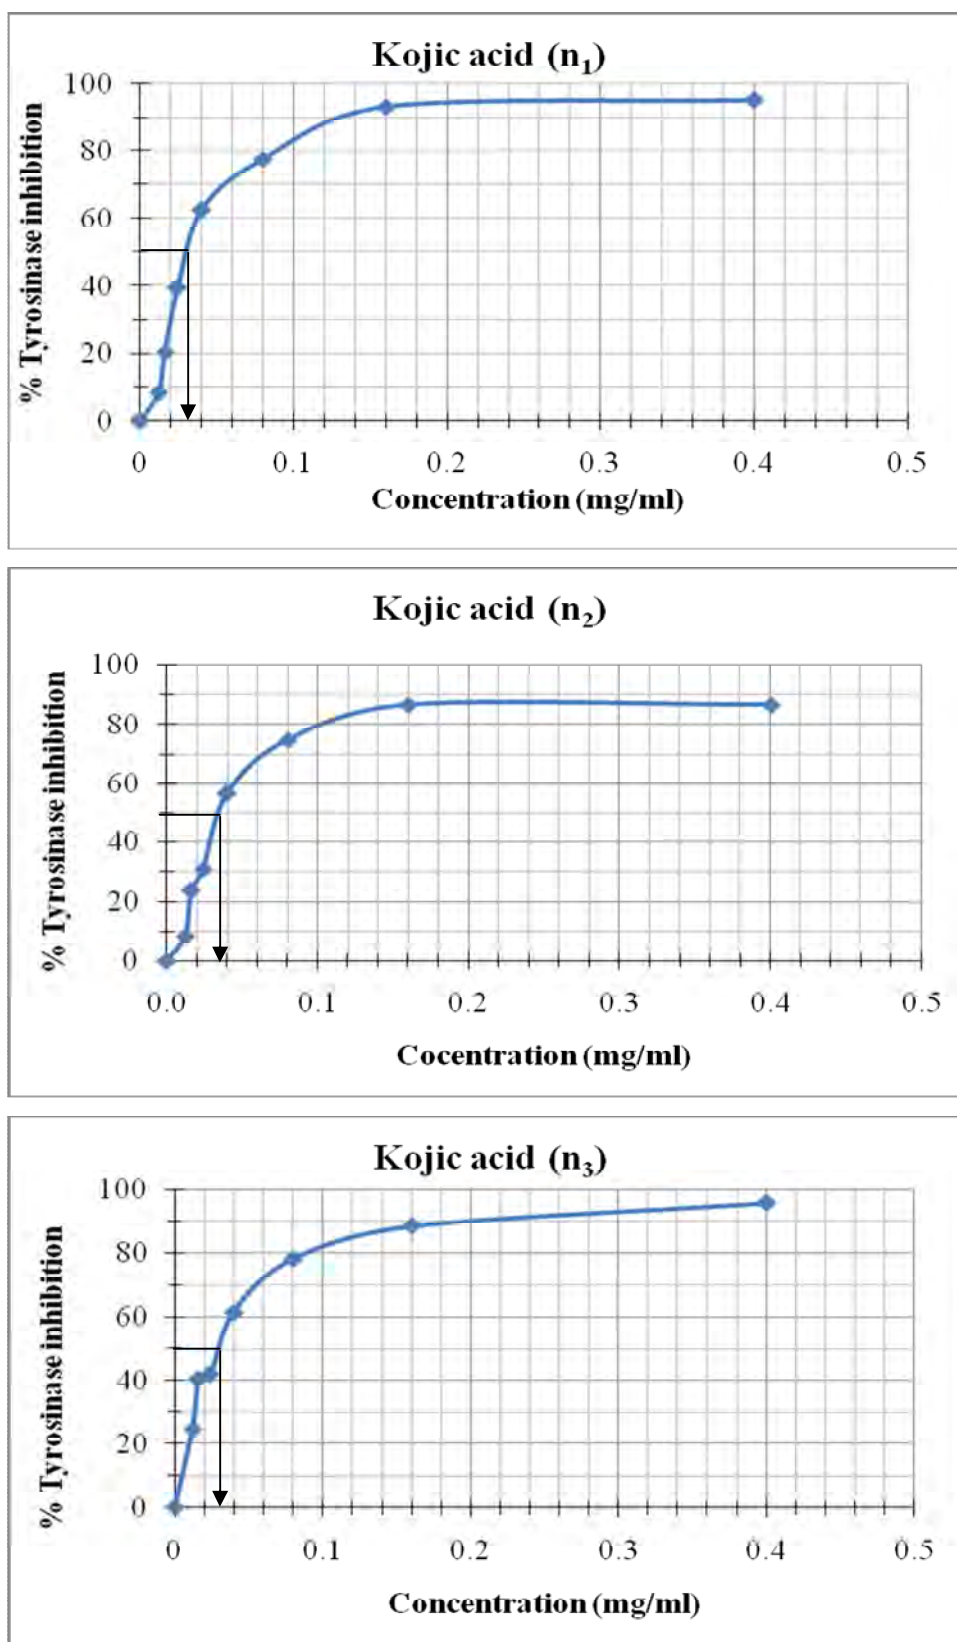 Kojic acid (n₁)
% Tyrosinase inhibition
100
80
60
40
20
0
0 0.1 0.2 0.3 0.4 0.5
Concentration (mg/ml)
Kojic acid (n₂)
% Tyrosinase inhibition
100
80
60
40
20
0
0.0 0.1 0.2 0.3 0.4 0.5
Cocentration (mg/ml)
Kojic acid (n₃)
% Tyrosinase inhibition
100
80
60
40
20
0
0 0.1 0.2 0.3 0.4 0.5
Concentration (mg/ml)